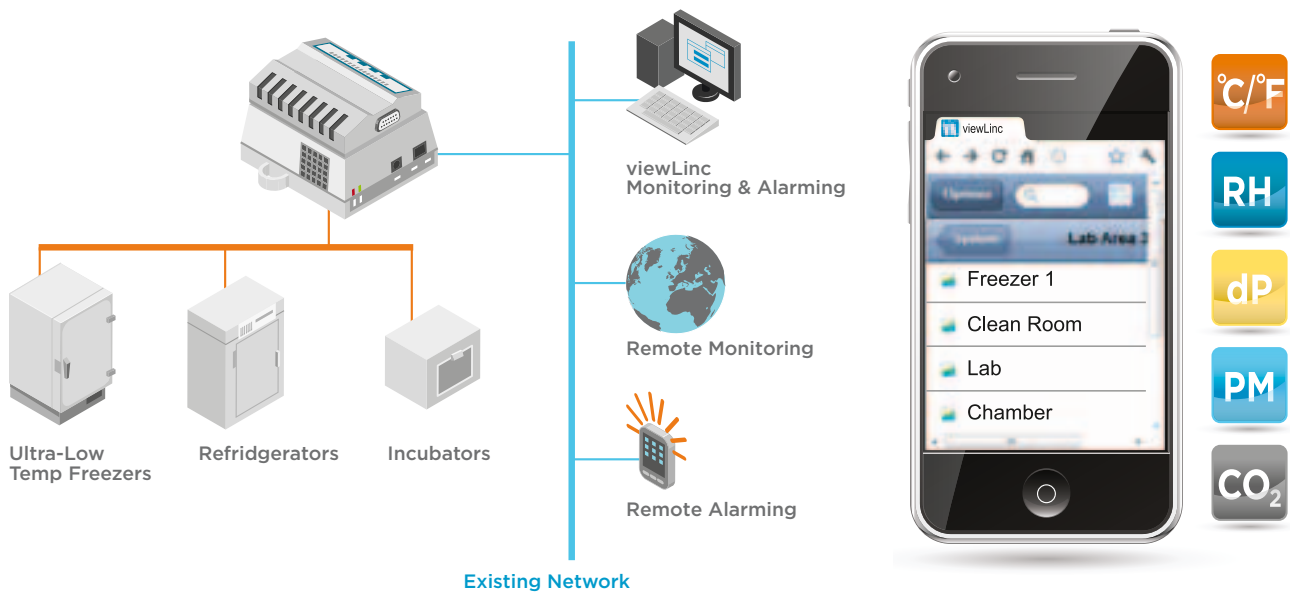 viewLinc
Monitoring & Alarming
Remote Monitoring
Remote Alarming
Ultra-Low
Temp Freezers
Refridgerators
Incubators
Existing Network
viewLinc
Lab Area 3
Freezer 1
Clean Room
Lab
Chamber
°C/°F
RH
dP
PM
CO₂